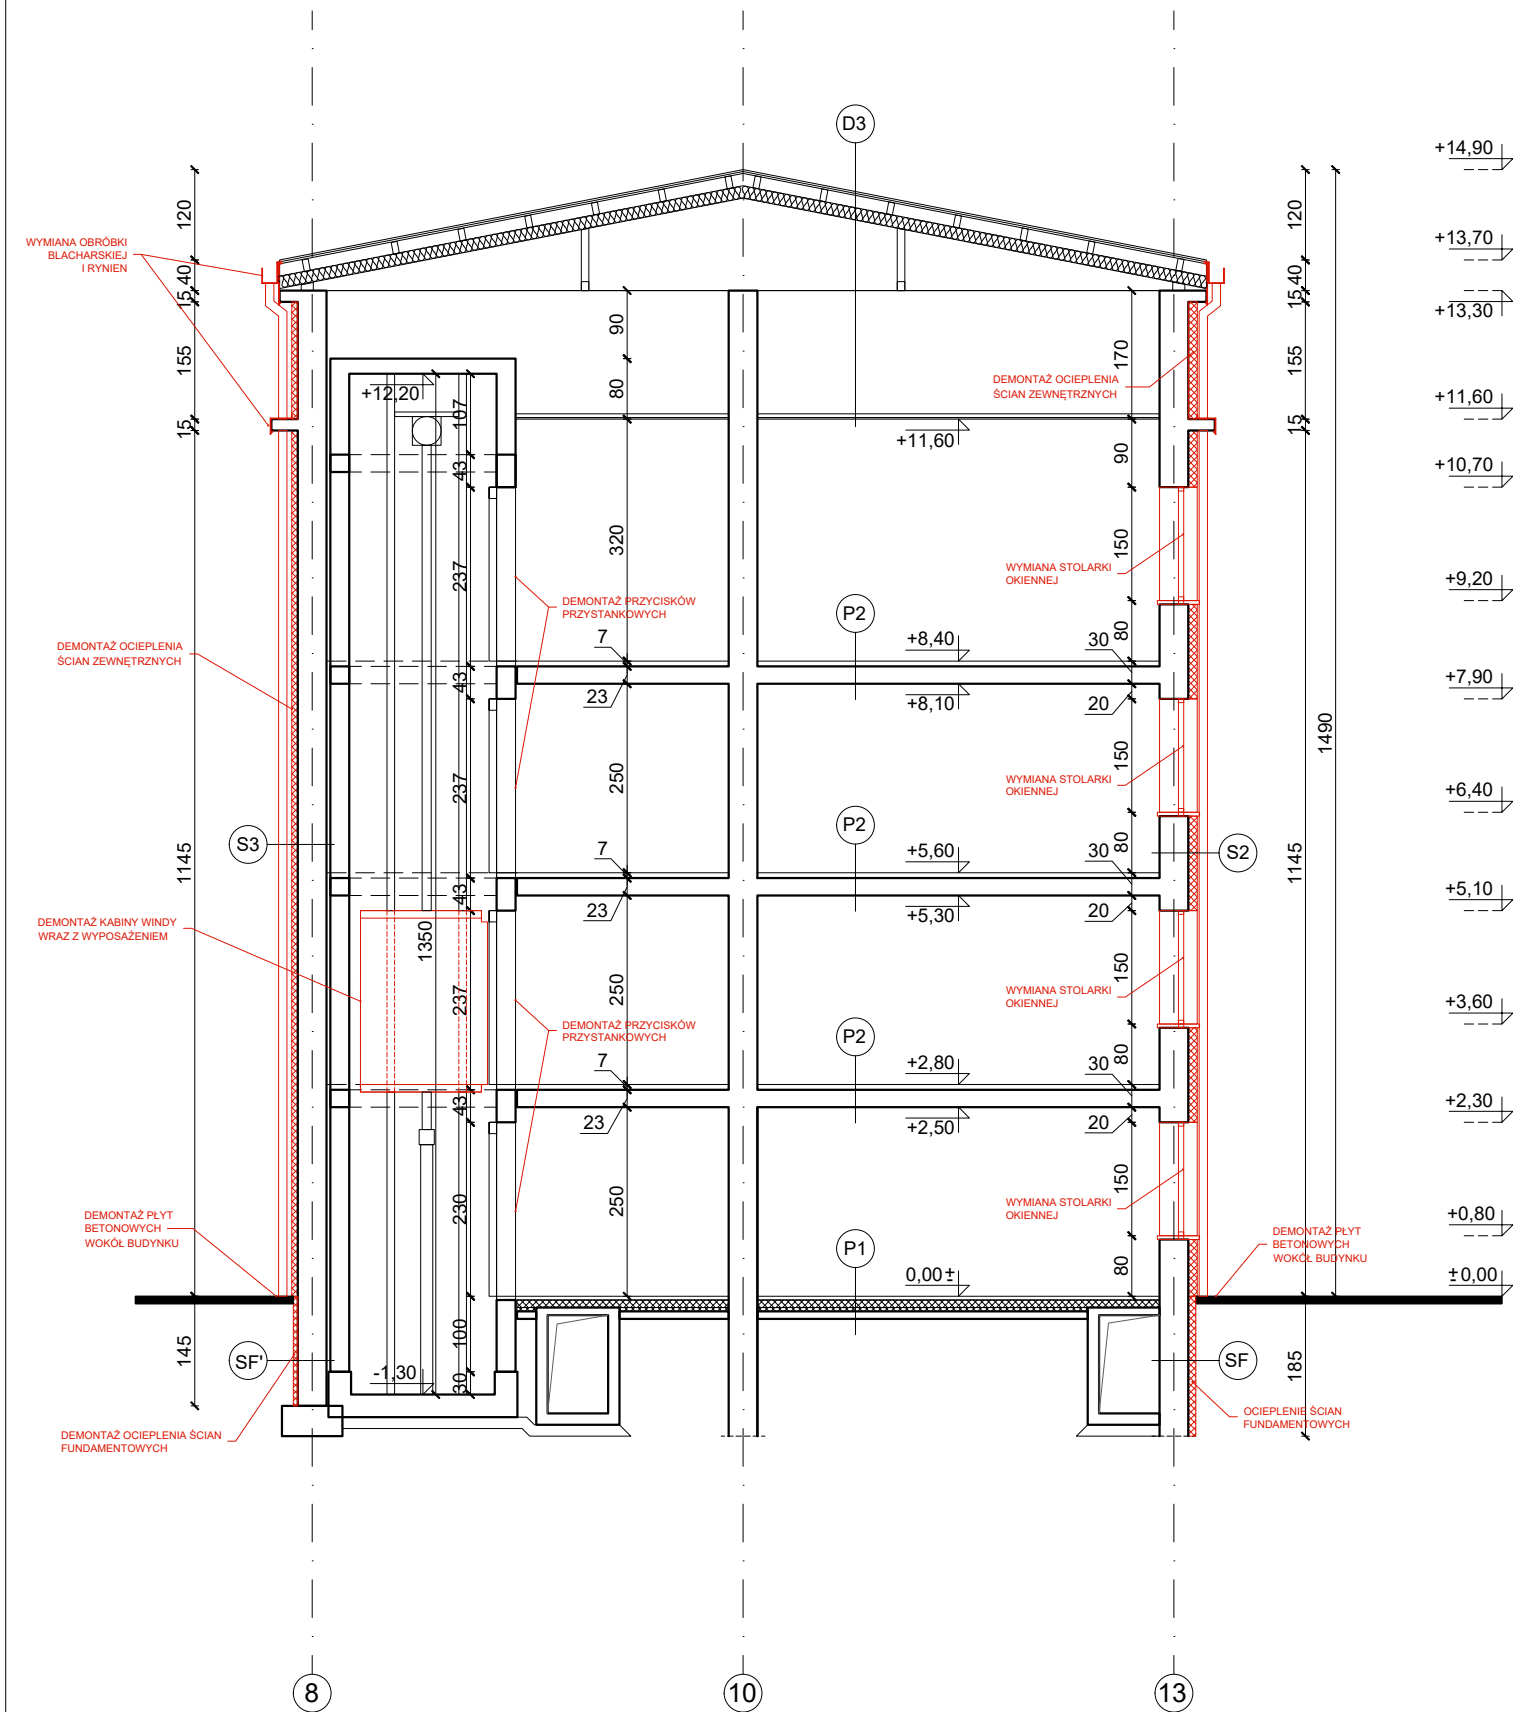 D3
+14,90
120
120
+13,70
WYMIANA OBRÓBKI
BLACHARSKIEJ
I RYNIEN
40
40
15
15
+13,30
90
170
155
155
80
+12,20
DEMONTAŻ OCIEPLENIA
ŚCIAN ZEWNĘTRZNYCH
107
+11,60
+11,60
15
15
43
90
+10,70
320
150
237
WYMIANA STOLARKI
OKIENNEJ
+9,20
DEMONTAŻ PRZYCISKÓW
PRZYSTANKOWYCH
P2
7
+8,40
30
80
DEMONTAŻ OCIEPLENIA
ŚCIAN ZEWNĘTRZNYCH
43
23
+8,10
20
+7,90
1490
150
250
237
WYMIANA STOLARKI
OKIENNEJ
+6,40
P2
S3
7
+5,60
30
80
S2
1145
1145
43
23
+5,30
20
+5,10
DEMONTAŻ KABINY WINDY
WRAZ Z WYPOSAŻENIEM
1350
150
250
237
WYMIANA STOLARKI
OKIENNEJ
+3,60
DEMONTAŻ PRZYCISKÓW
PRZYSTANKOWYCH
P2
7
+2,80
30
80
43
23
+2,50
20
+2,30
150
230
250
WYMIANA STOLARKI
OKIENNEJ
DEMONTAŻ PŁYT
BETONOWYCH
WOKÓŁ BUDYNKU
+0,80
P1
DEMONTAŻ PŁYT
BETONOWYCH
WOKÓŁ BUDYNKU
80
0,00±
±0,00
145
100
SF'
-1,30
30
SF
185
DEMONTAŻ OCIEPLENIA ŚCIAN
FUNDAMENTOWYCH
OCIEPLENIE ŚCIAN
FUNDAMENTOWYCH
8
10
13